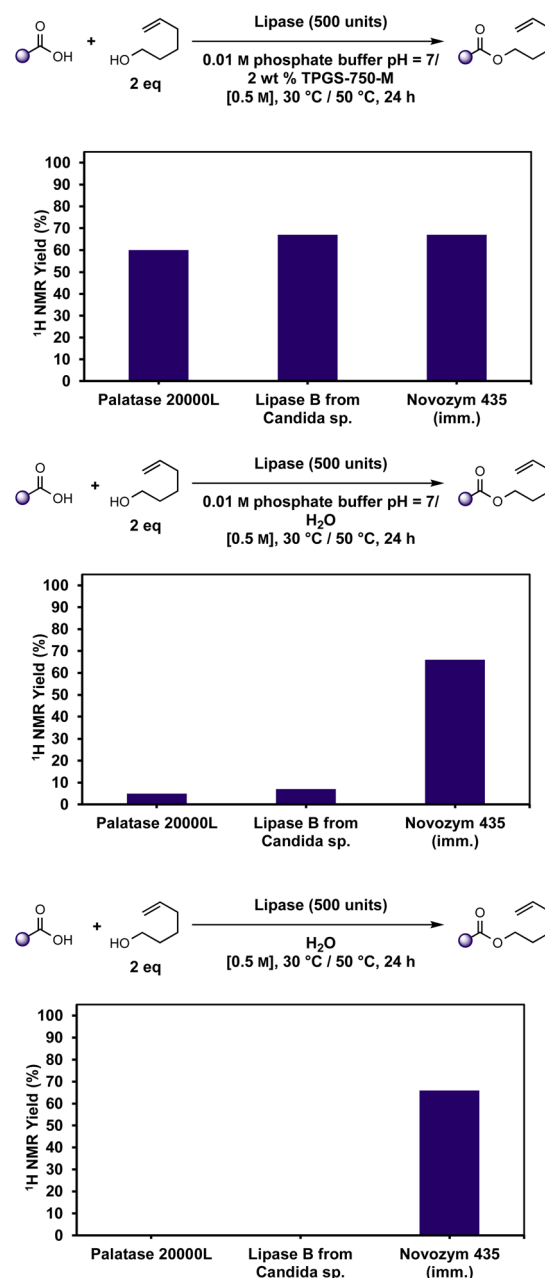 O
OH
+
HO
2 eq
Lipase (500 units)
0.01 M phosphate buffer pH = 7/
2 wt % TPGS-750-M
[0.5 M], 30 °C / 50 °C, 24 h
O
O
¹H NMR Yield (%)
100
90
80
70
60
50
40
30
20
10
0
Palatase 20000L
Lipase B from
Candida sp.
Novozym 435
(imm.)
O
OH
+
HO
2 eq
Lipase (500 units)
0.01 M phosphate buffer pH = 7/
H₂O
[0.5 M], 30 °C / 50 °C, 24 h
O
O
¹H NMR Yield (%)
100
90
80
70
60
50
40
30
20
10
0
Palatase 20000L
Lipase B from
Candida sp.
Novozym 435
(imm.)
O
OH
+
HO
2 eq
Lipase (500 units)
H₂O
[0.5 M], 30 °C / 50 °C, 24 h
O
O
¹H NMR Yield (%)
100
90
80
70
60
50
40
30
20
10
0
Palatase 20000L
Lipase B from
Candida sp.
Novozym 435
(imm.)